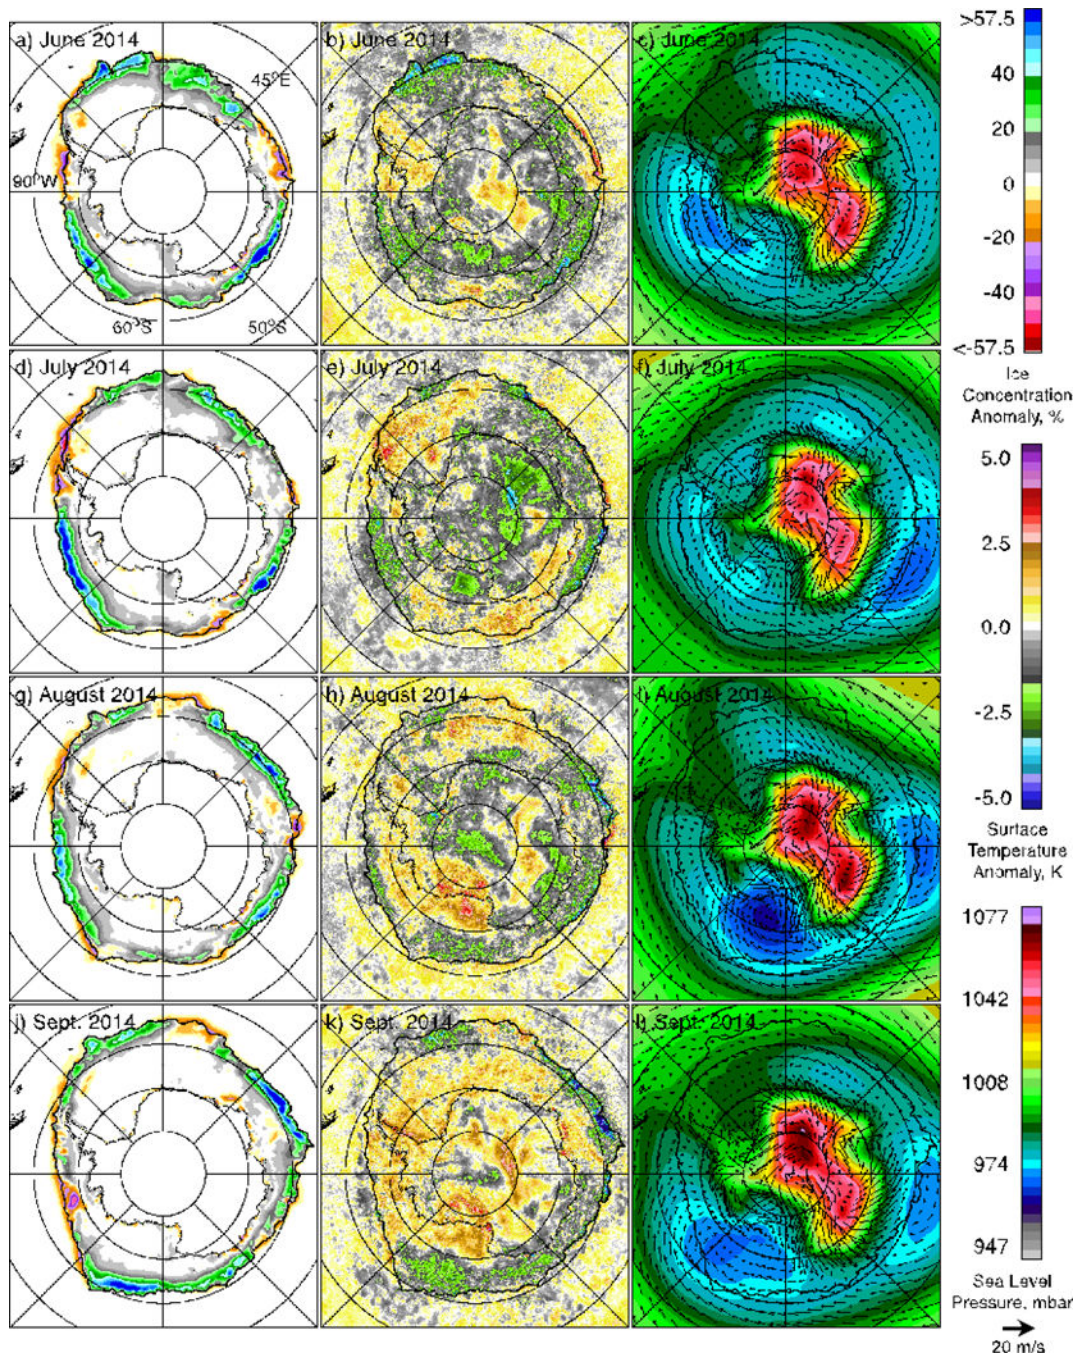 a) June 2014
b) June 2014
c) June 2014
45°E
90°W
60°S
50°S
d) July 2014
e) July 2014
f) July 2014
g) August 2014
h) August 2014
i) August 2014
j) Sept. 2014
k) Sept. 2014
l) Sept. 2014
>57.5
40
20
0
-20
-40
<-57.5
Ice
Concentration
Anomaly, %
5.0
2.5
0.0
-2.5
-5.0
Surface
Temperature
Anomaly, K
1077
1042
1008
974
947
Sea Level
Pressure, mbar
20 m/s